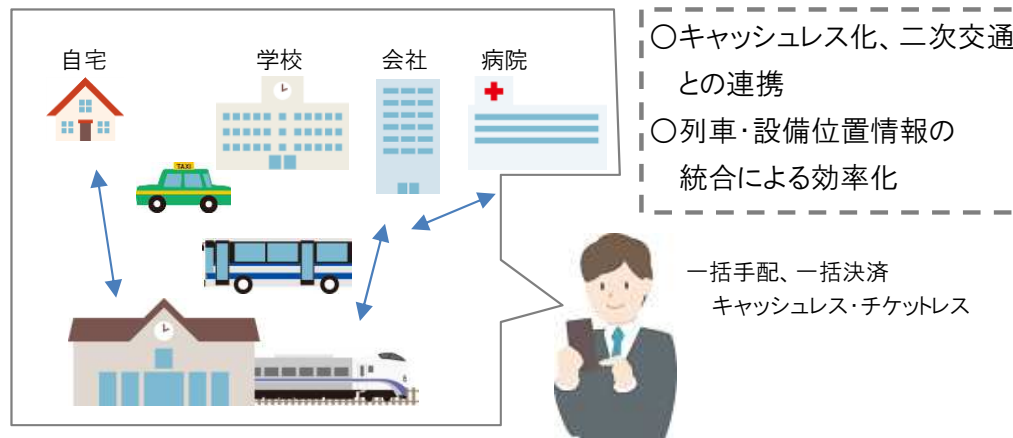 自宅
学校
会社
病院
TAXI
○キャッシュレス化、二次交通
との連携
○列車・設備位置情報の
統合による効率化
一括手配、一括決済
キャッシュレス・チケットレス